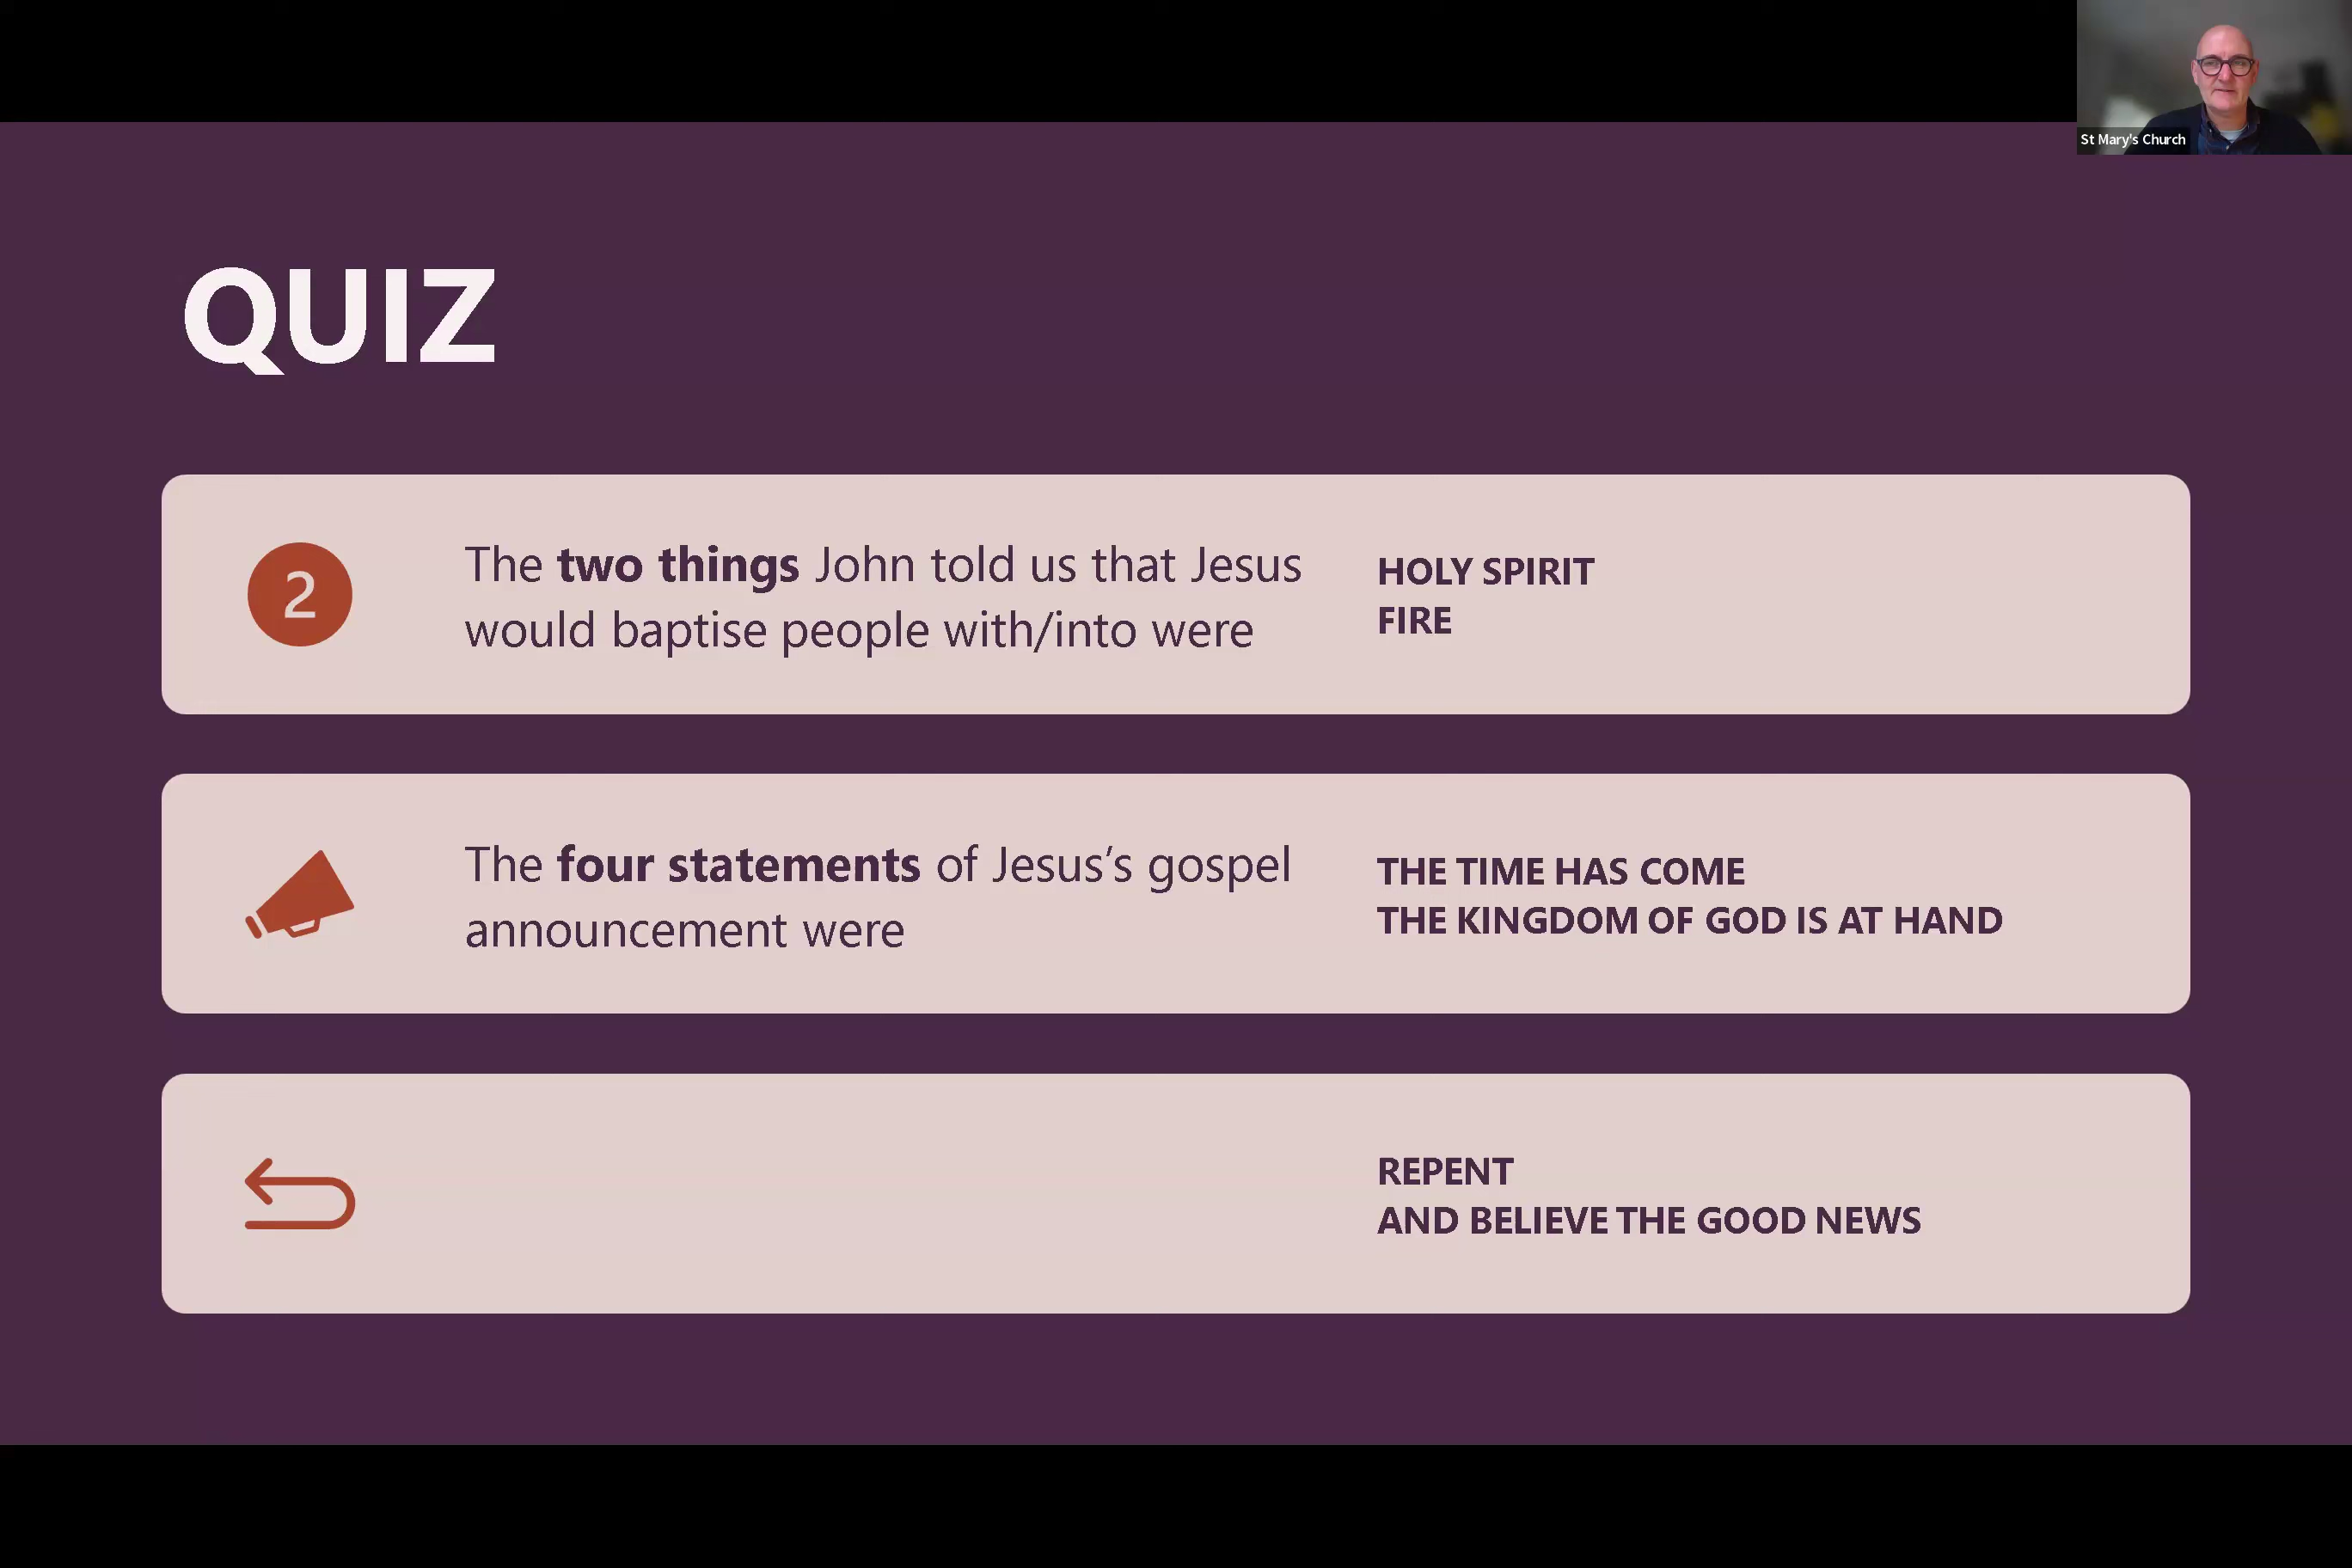 St Mary's Church
QUIZ
2
The two things John told us that Jesus
would baptise people with/into were
HOLY SPIRIT
FIRE
The four statements of Jesus’s gospel
announcement were
THE TIME HAS COME
THE KINGDOM OF GOD IS AT HAND
REPENT
AND BELIEVE THE GOOD NEWS